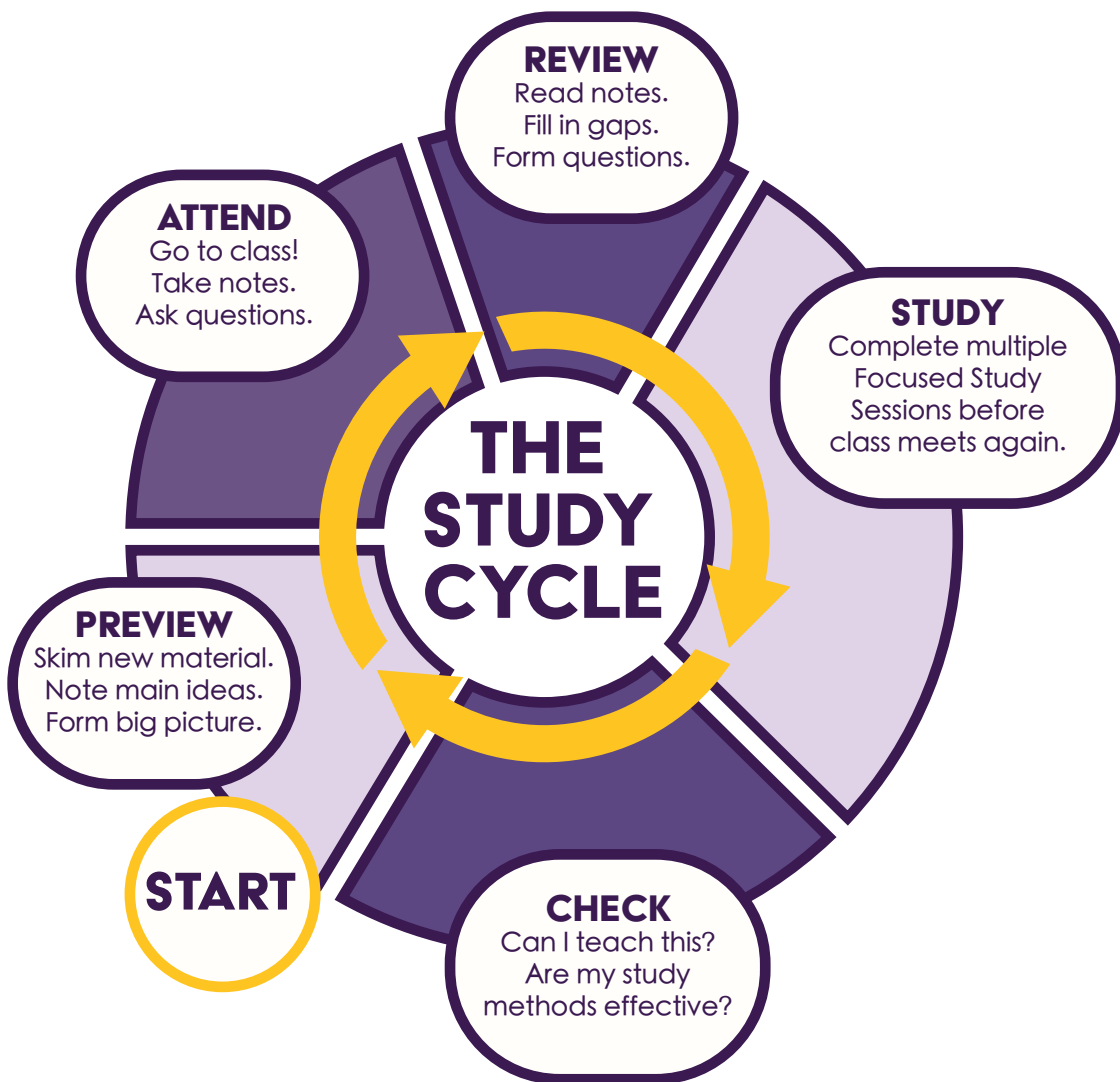 THE
STUDY
CYCLE
START
PREVIEW
Skim new material.
Note main ideas.
Form big picture.
ATTEND
Go to class!
Take notes.
Ask questions.
REVIEW
Read notes.
Fill in gaps.
Form questions.
STUDY
Complete multiple
Focused Study
Sessions before
class meets again.
CHECK
Can I teach this?
Are my study
methods effective?